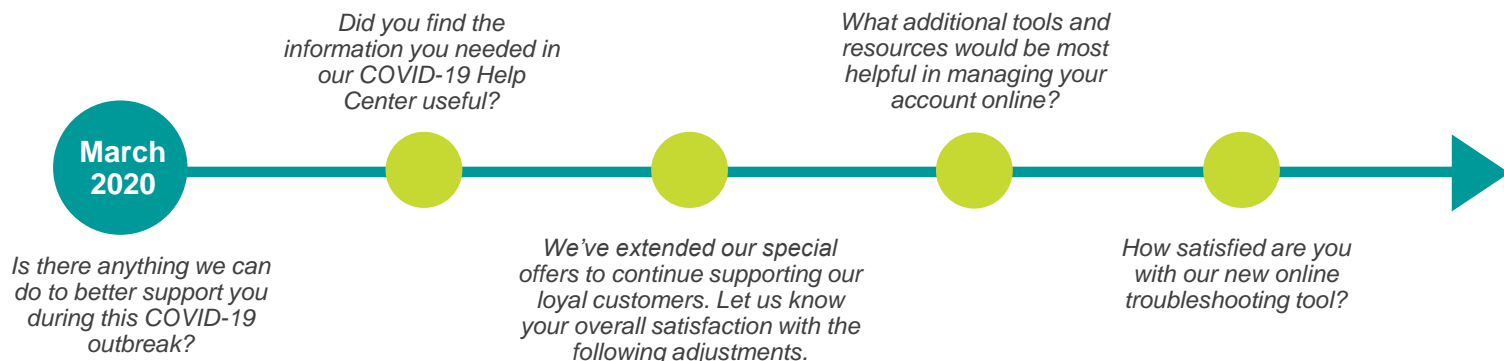 March
2020
Is there anything we can
do to better support you
during this COVID-19
outbreak?
Did you find the
information you needed in
our COVID-19 Help
Center useful?
We've extended our special
offers to continue supporting our
loyal customers. Let us know
your overall satisfaction with the
following adjustments.
What additional tools and
resources would be most
helpful in managing your
account online?
How satisfied are you
with our new online
troubleshooting tool?